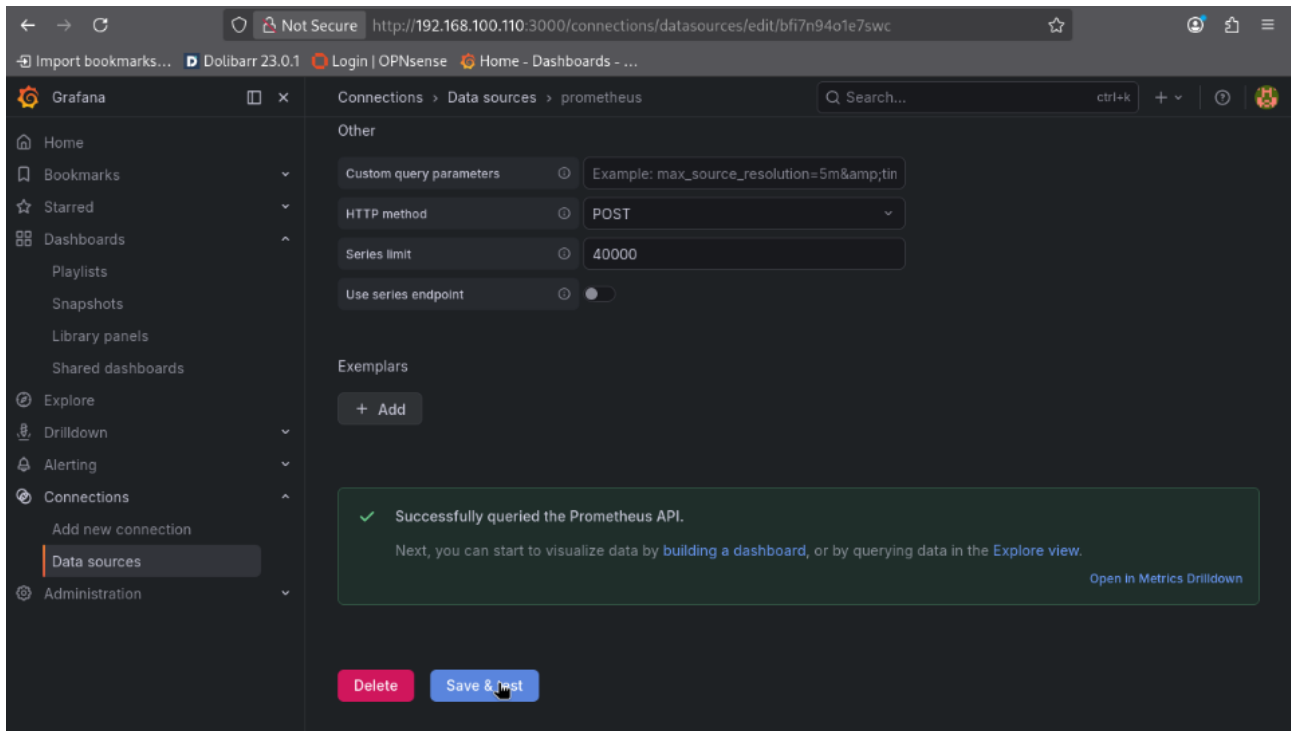 Not Secure http://192.168.100.110:3000/connections/datasources/edit/bfi7n94o1e7swc
Import bookmarks... Dolibarr 23.0.1 Login | OPNsense Home - Dashboards - ...
Grafana
Connections > Data sources > prometheus
Search... ctrl+k
Home
Bookmarks
Starred
Dashboards
Playlists
Snapshots
Library panels
Shared dashboards
Explore
Drilldown
Alerting
Connections
Add new connection
Data sources
Administration
Other
Custom query parameters Example: max_source_resolution=5m&amp;tin
HTTP method POST
Series limit 40000
Use series endpoint
Exemplars
+ Add
Successfully queried the Prometheus API.
Next, you can start to visualize data by building a dashboard, or by querying data in the Explore view.
Open in Metrics Drilldown
Delete Save & test